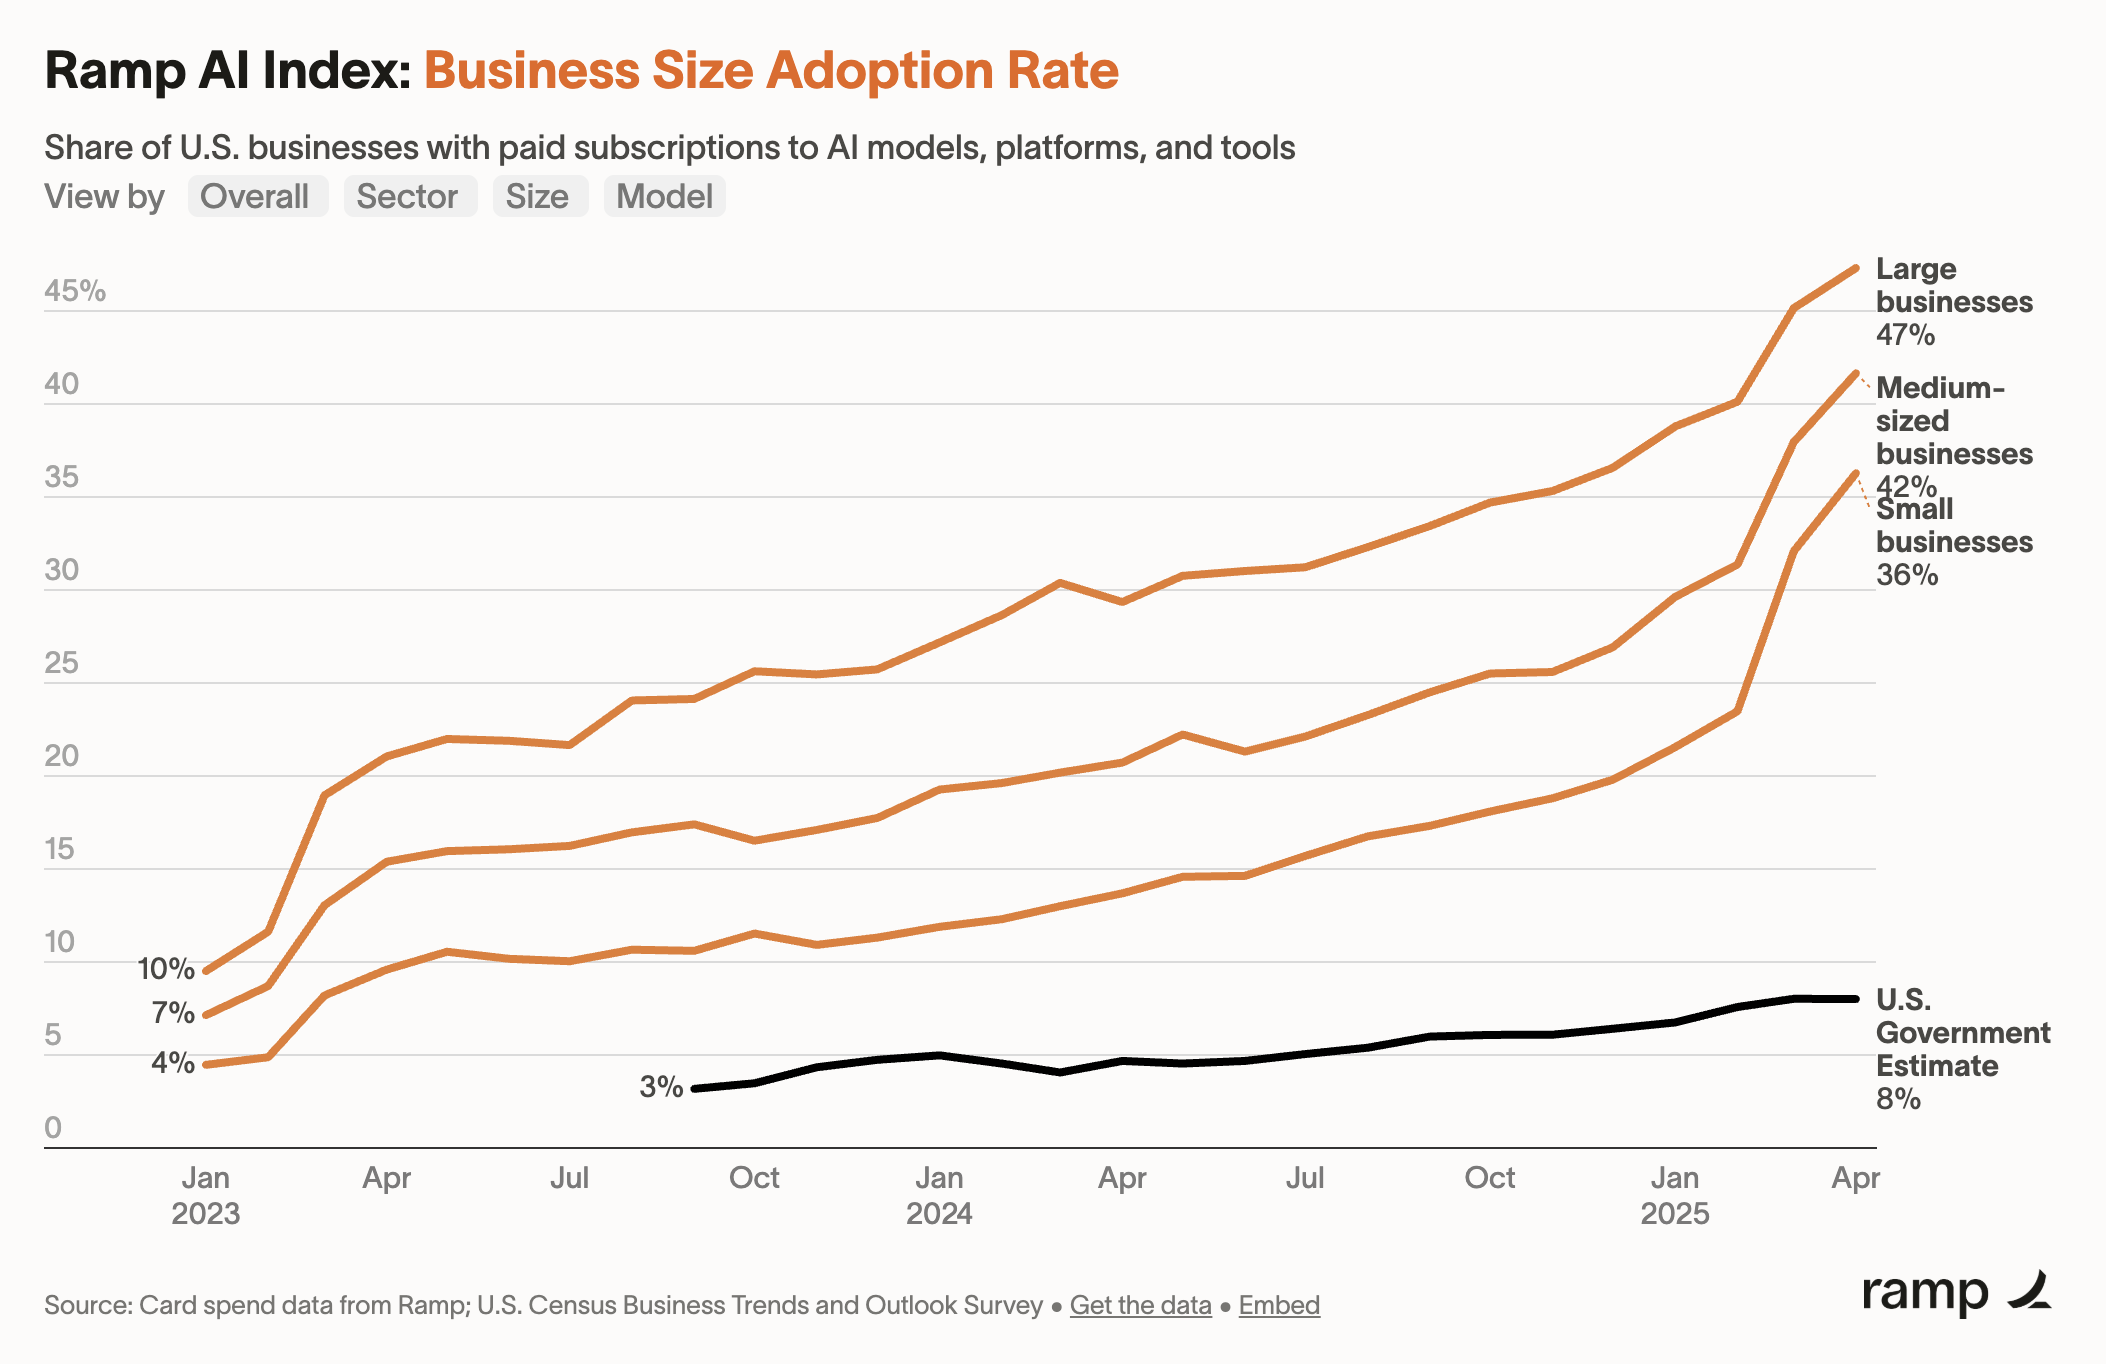 Ramp AI Index: Business Size Adoption Rate
Share of U.S. businesses with paid subscriptions to AI models, platforms, and tools
View by Overall Sector Size Model
45%
40
35
30
25
20
15
10
5
0
10%
7%
4%
3%
Large
businesses
47%
Medium-
sized
businesses
42%
Small
businesses
36%
U.S.
Government
Estimate
8%
Jan Apr Jul Oct Jan Apr Jul Oct Jan Apr
2023 2024 2025
Source: Card spend data from Ramp; U.S. Census Business Trends and Outlook Survey • Get the data • Embed
ramp